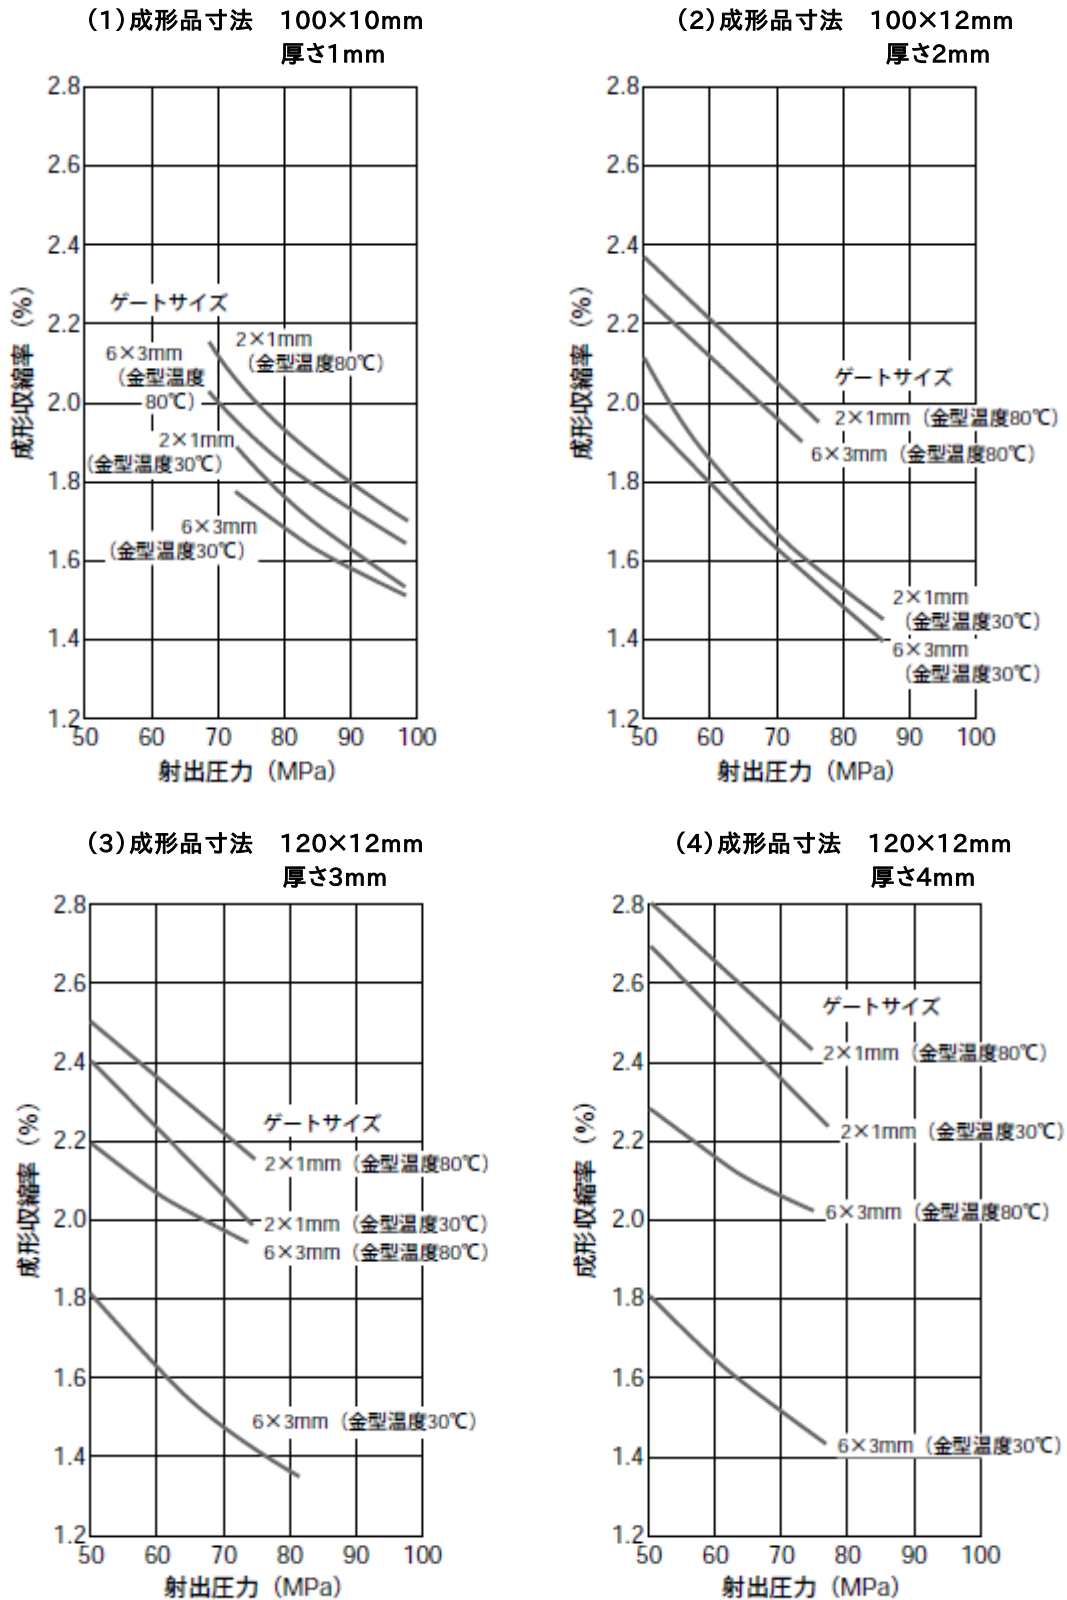 (1)成形品寸法 100×10mm
厚さ1mm
2.8
2.6
2.4
2.2
2.0
1.8
1.6
1.4
1.2
成形収縮率 (%)
ゲートサイズ
2×1mm
(金型温度80℃)
6×3mm
(金型温度
80℃)
2×1mm
(金型温度30℃)
6×3mm
(金型温度30℃)
50 60 70 80 90 100
射出圧力 (MPa)
(2)成形品寸法 100×12mm
厚さ2mm
2.8
2.6
2.4
2.2
2.0
1.8
1.6
1.4
1.2
成形収縮率 (%)
ゲートサイズ
2×1mm (金型温度80℃)
6×3mm (金型温度80℃)
2×1mm
(金型温度30℃)
6×3mm
(金型温度30℃)
50 60 70 80 90 100
射出圧力 (MPa)
(3)成形品寸法 120×12mm
厚さ3mm
2.8
2.6
2.4
2.2
2.0
1.8
1.6
1.4
1.2
成形収縮率 (%)
ゲートサイズ
2×1mm (金型温度80℃)
2×1mm (金型温度30℃)
6×3mm (金型温度80℃)
6×3mm (金型温度30℃)
50 60 70 80 90 100
射出圧力 (MPa)
(4)成形品寸法 120×12mm
厚さ4mm
2.8
2.6
2.4
2.2
2.0
1.8
1.6
1.4
1.2
成形収縮率 (%)
ゲートサイズ
2×1mm (金型温度80℃)
2×1mm (金型温度30℃)
6×3mm (金型温度80℃)
6×3mm (金型温度30℃)
50 60 70 80 90 100
射出圧力 (MPa)